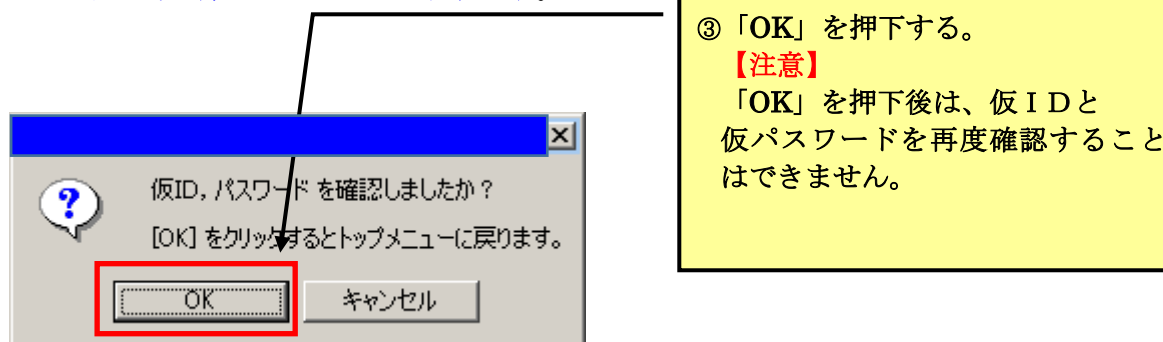 ③「OK」を押下する。
【注意】
「OK」を押下後は、仮ＩＤと
仮パスワードを再度確認すること
はできません。
仮ID, パスワード を確認しましたか？
[OK] をクリックするとトップメニューに戻ります。
OK
キャンセル